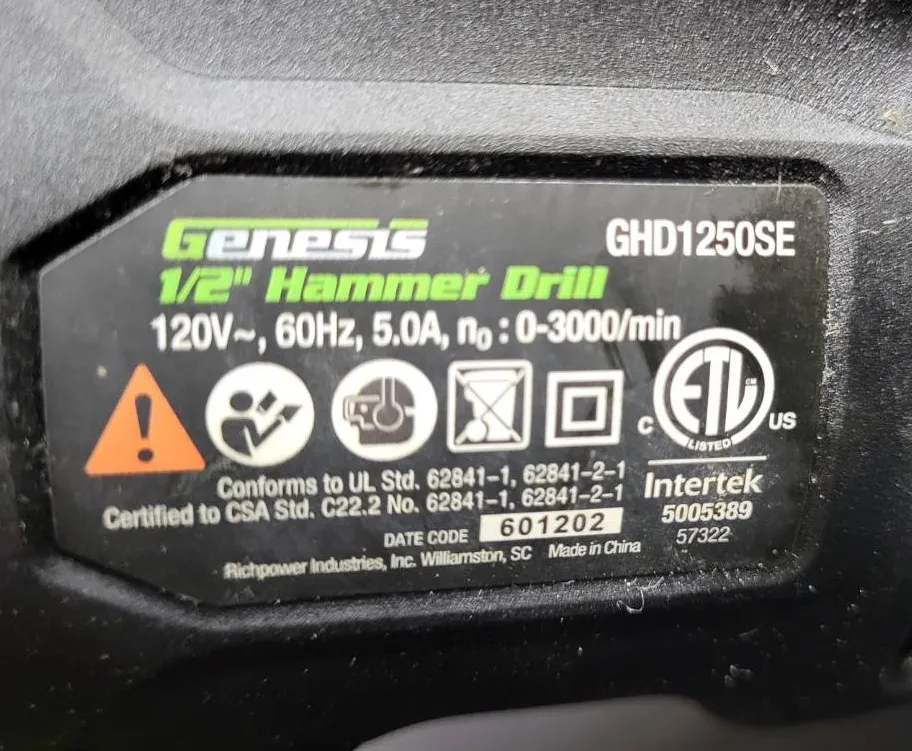 Genesis
GHD1250SE
1/2" Hammer Drill
120V~, 60Hz, 5.0A, n₀ : 0-3000/min
C ETL CM US
LISTED
Conforms to UL Std. 62841-1, 62841-2-1
Certified to CSA Std. C22.2 No. 62841-1, 62841-2-1
Intertek
5005389
57322
DATE CODE 601202
Richpower Industries, Inc. Williamston, SC Made in China